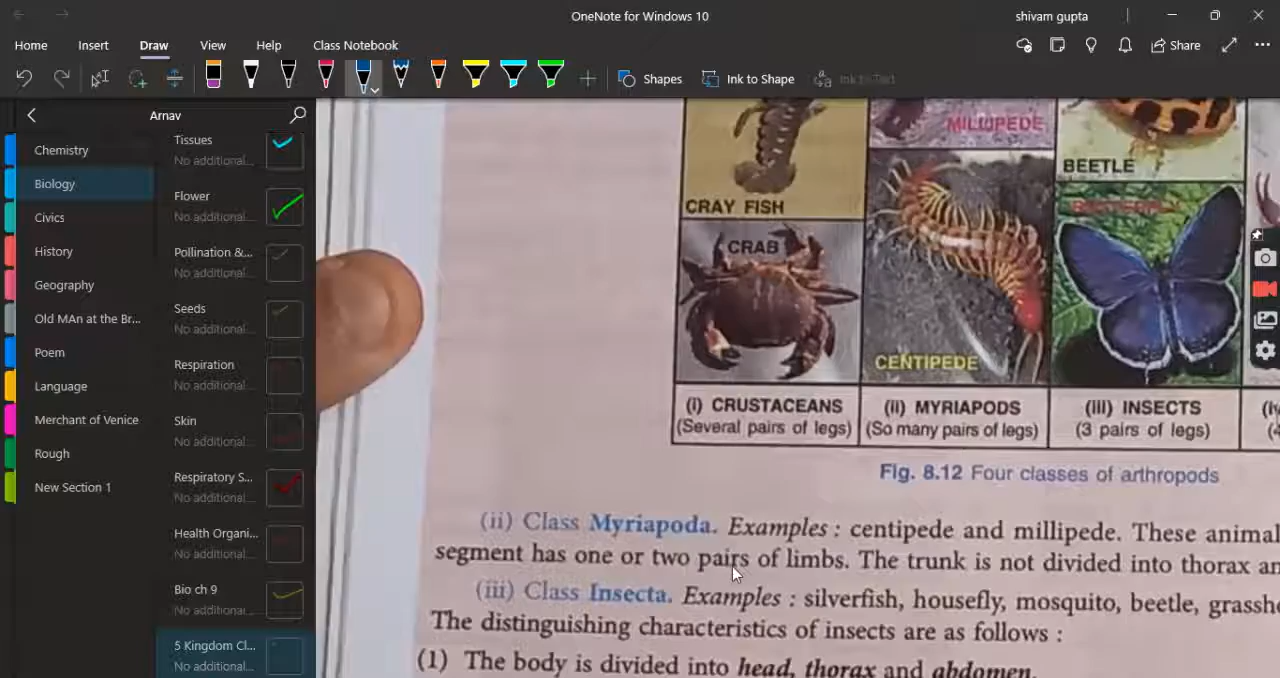 OneNote for Windows 10
shivam gupta
Home
Insert
Draw
View
Help
Class Notebook
Share
Shapes
Ink to Shape
Ink to Text
Arnav
Chemistry
Biology
Civics
History
Geography
Old MAn at the Br...
Poem
Language
Merchant of Venice
Rough
New Section 1
Tissues
No additional...
Flower
No additional...
Pollination &...
No additional...
Seeds
No additional...
Respiration
No additional...
Skin
No additional...
Respiratory S...
No additional...
Health Organi...
No additional...
Bio ch 9
No additional...
5 Kingdom Cl...
No additional...
CRAY FISH
MILLIPEDE
BEETLE
CRAB
CENTIPEDE
(i) CRUSTACEANS
(Several pairs of legs)
(ii) MYRIAPODS
(So many pairs of legs)
(iii) INSECTS
(3 pairs of legs)
Fig. 8.12 Four classes of arthropods
(ii) Class Myriapoda. Examples : centipede and millipede. These animal
segment has one or two pairs of limbs. The trunk is not divided into thorax an
(iii) Class Insecta. Examples : silverfish, housefly, mosquito, beetle, grassh
The distinguishing characteristics of insects are as follows :
(1) The body is divided into head, thorax and abdomen.